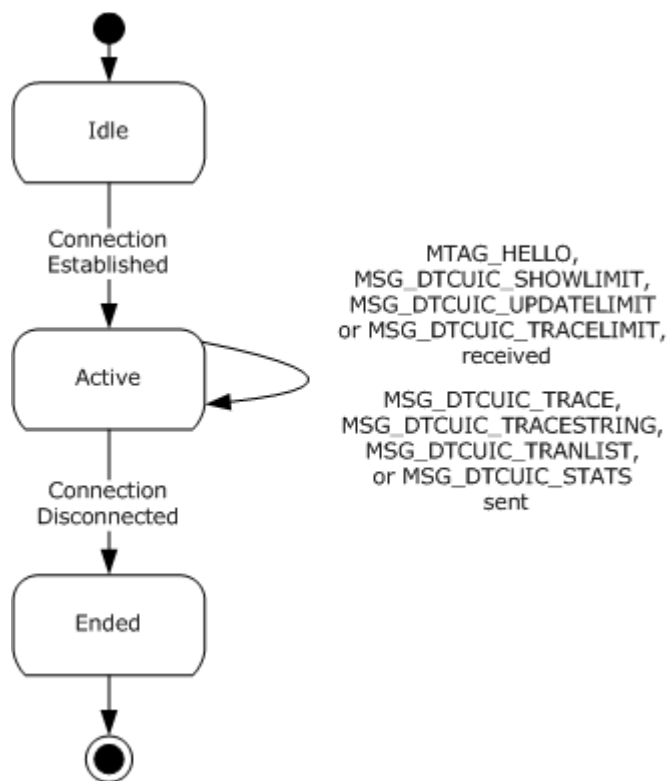 Idle
Connection
Established
MTAG_HELLO,
MSG_DTCUIC_SHOWLIMIT,
MSG_DTCUIC_UPDATELIMIT
or MSG_DTCUIC_TRACELIMIT,
received
Active
MSG_DTCUIC_TRACE,
MSG_DTCUIC_TRACESTRING,
MSG_DTCUIC_TRANLIST,
or MSG_DTCUIC_STATS
sent
Connection
Disconnected
Ended